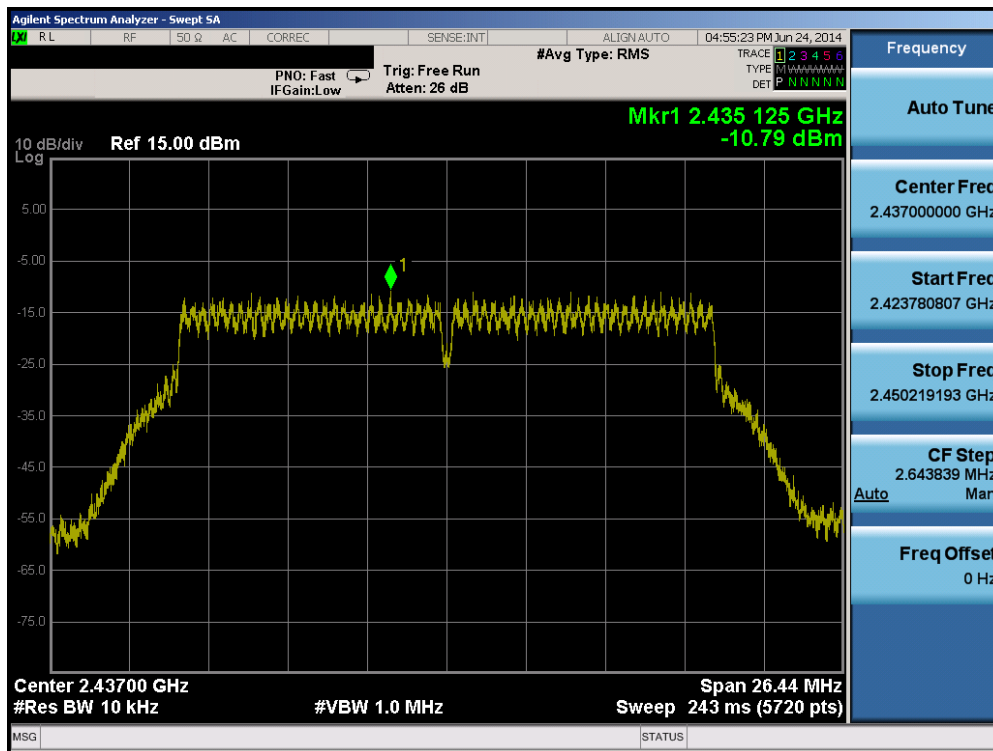 Agilent Spectrum Analyzer - Swept SA
LXI RL RF 50 Ω AC CORREC SENSE:INT ALIGN AUTO 04:55:23 PM Jun 24, 2014
#Avg Type: RMS TRACE 1 2 3 4 5 6
PNO: Fast Trig: Free Run TYPE M WWWWW
IFGain:Low Atten: 26 dB DET P N N N N N
Mkr1 2.435 125 GHz
-10.79 dBm
10 dB/div Ref 15.00 dBm
Log
5.00
-5.00
1
-15.0
-25.0
-35.0
-45.0
-55.0
-65.0
-75.0
Center 2.43700 GHz Span 26.44 MHz
#Res BW 10 kHz #VBW 1.0 MHz Sweep 243 ms (5720 pts)
MSG STATUS
Frequency
Auto Tune
Center Freq
2.437000000 GHz
Start Freq
2.423780807 GHz
Stop Freq
2.450219193 GHz
CF Step
2.643839 MHz
Auto Man
Freq Offset
0 Hz